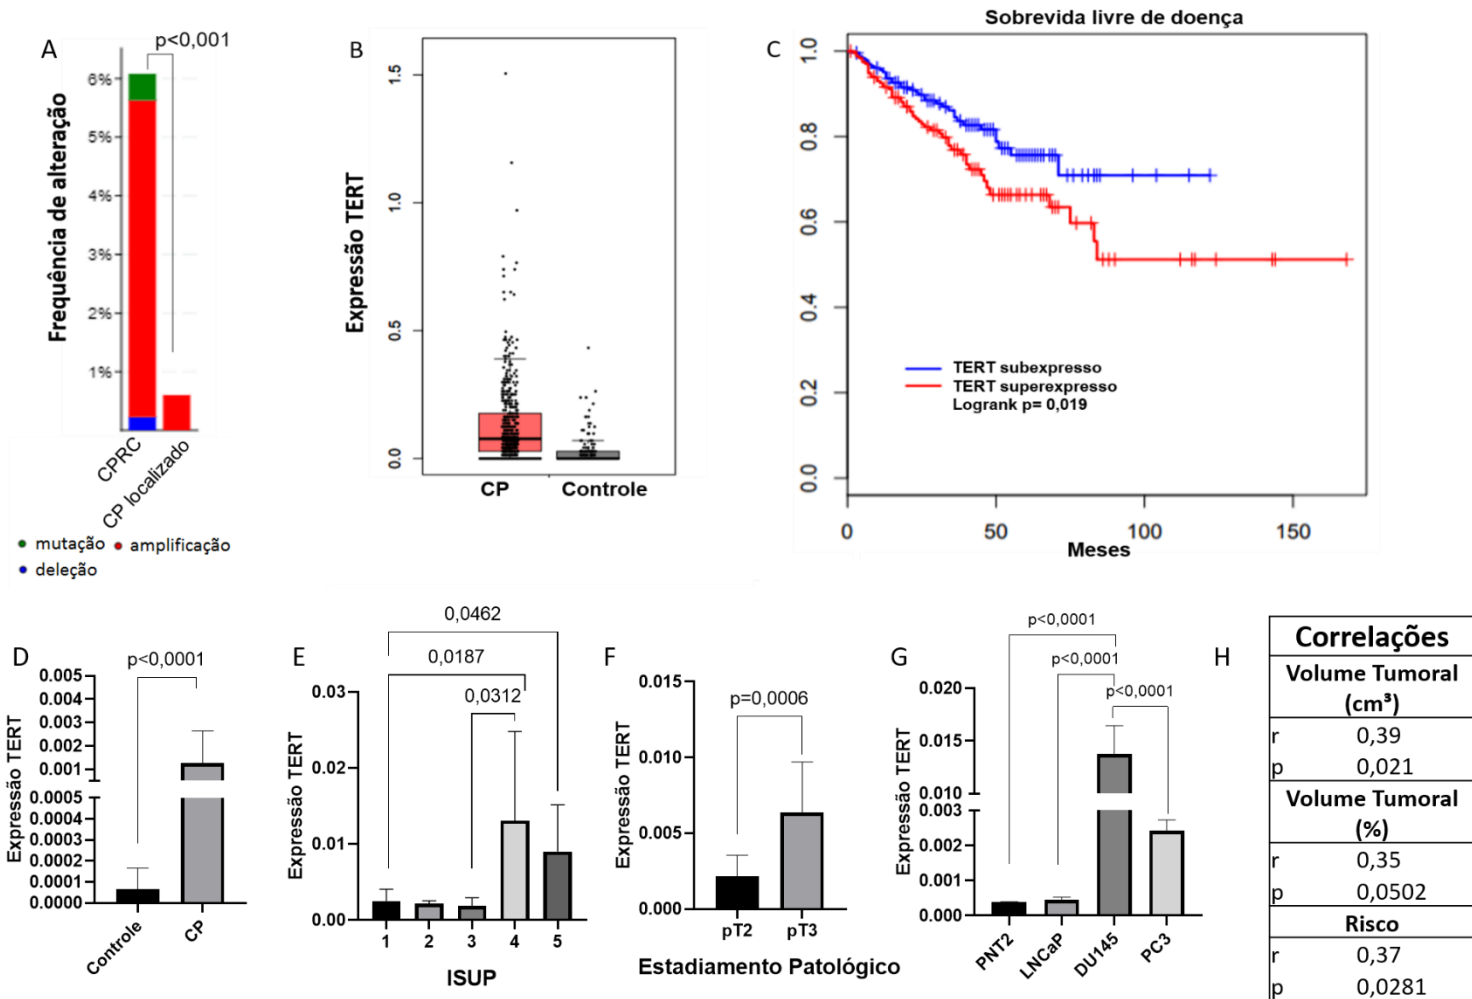 A
p<0,001
Frequência de alteração
6%
5%
4%
3%
2%
1%
CPRC
CP localizado
mutação
amplificação
deleção
B
Expressão TERT
1.5
1.0
0.5
0.0
CP
Controle
C
Sobrevida livre de doença
1.0
0.8
0.6
0.4
0.2
0.0
TERT subexpresso
TERT superexpresso
Logrank p= 0,019
0
50
100
150
Meses
D
p<0,0001
Expressão TERT
0.005
0.004
0.003
0.002
0.001
0.0005
0.0004
0.0003
0.0002
0.0001
0.0000
Controle
CP
E
0,0462
0,0187
0,0312
Expressão TERT
0.03
0.02
0.01
0.00
1
2
3
4
5
ISUP
F
p=0,0006
Expressão TERT
0.015
0.010
0.005
0.000
pT2
pT3
Estadiamento Patológico
G
p<0,0001
p<0,0001
p<0,0001
Expressão TERT
0.020
0.015
0.010
0.003
0.002
0.001
0.000
PNT2
LNCaP
DU145
PC3
H
Correlações
Volume Tumoral
(cm³)
r 0,39
p 0,021
Volume Tumoral
(%)
r 0,35
p 0,0502
Risco
r 0,37
p 0,0281